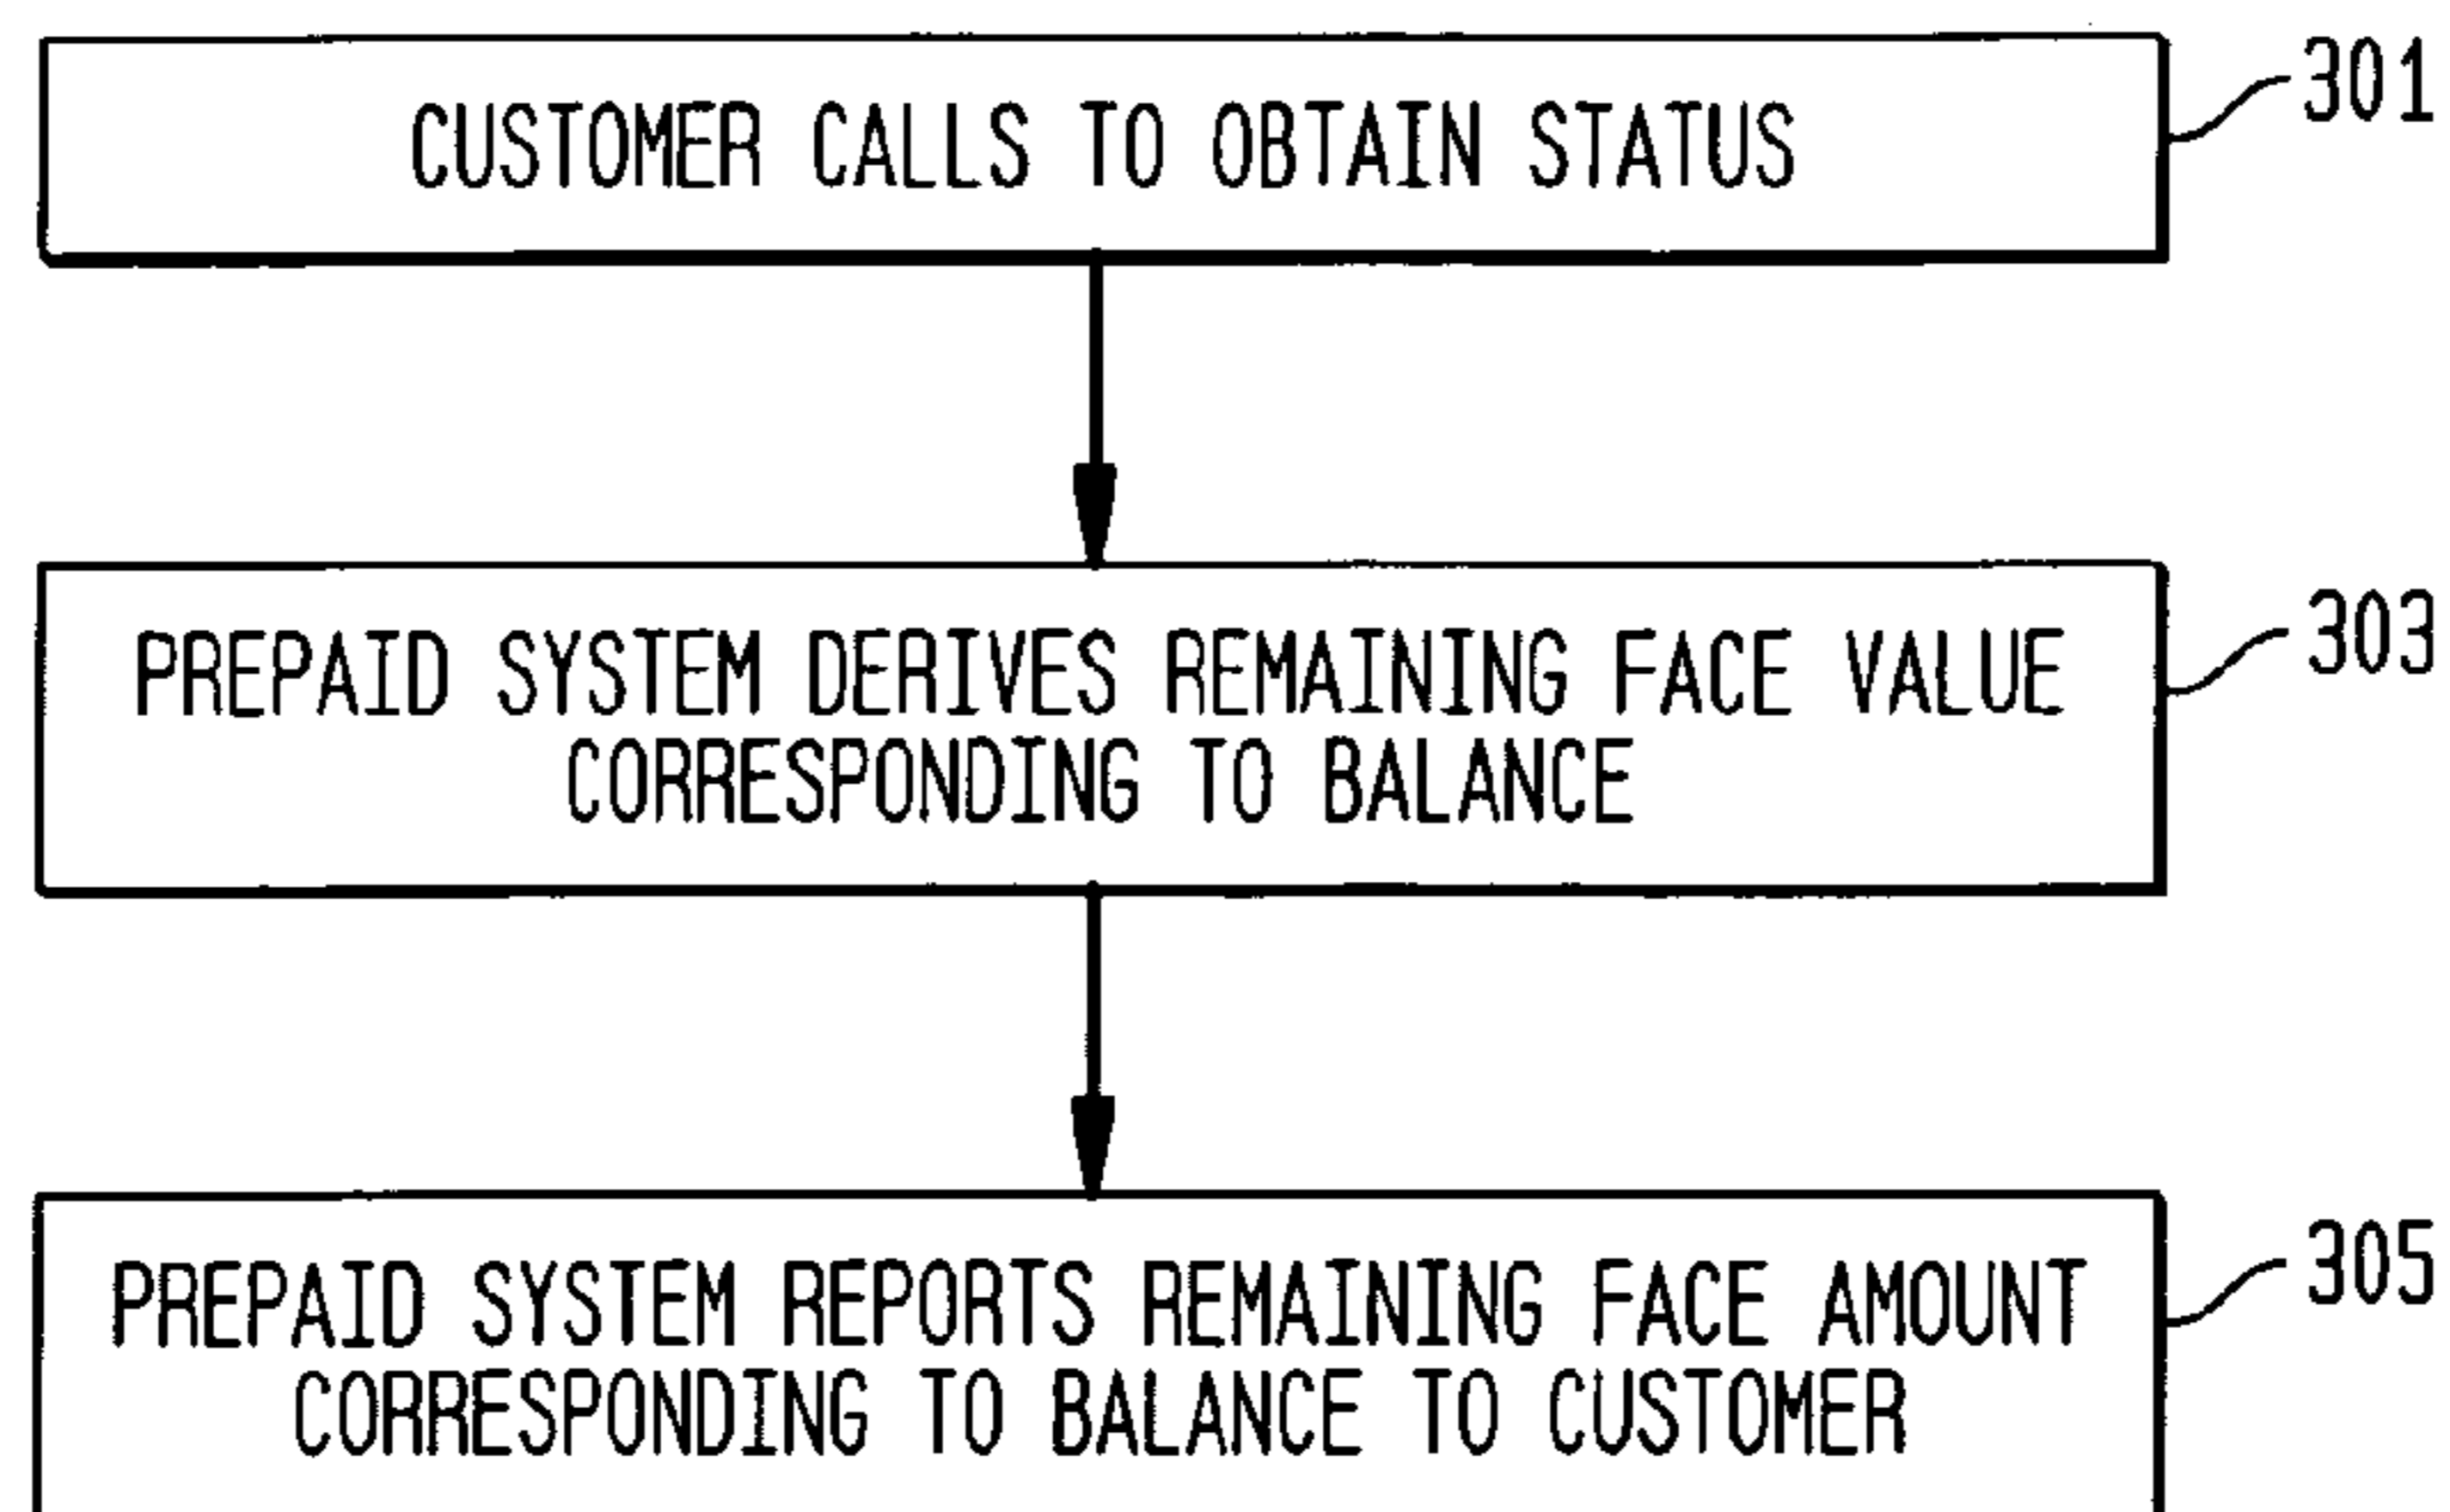 CUSTOMER CALLS TO OBTAIN STATUS
301
PREPAID SYSTEM DERIVES REMAINING FACE VALUE
CORRESPONDING TO BALANCE
303
PREPAID SYSTEM REPORTS REMAINING FACE AMOUNT
CORRESPONDING TO BALANCE TO CUSTOMER
305